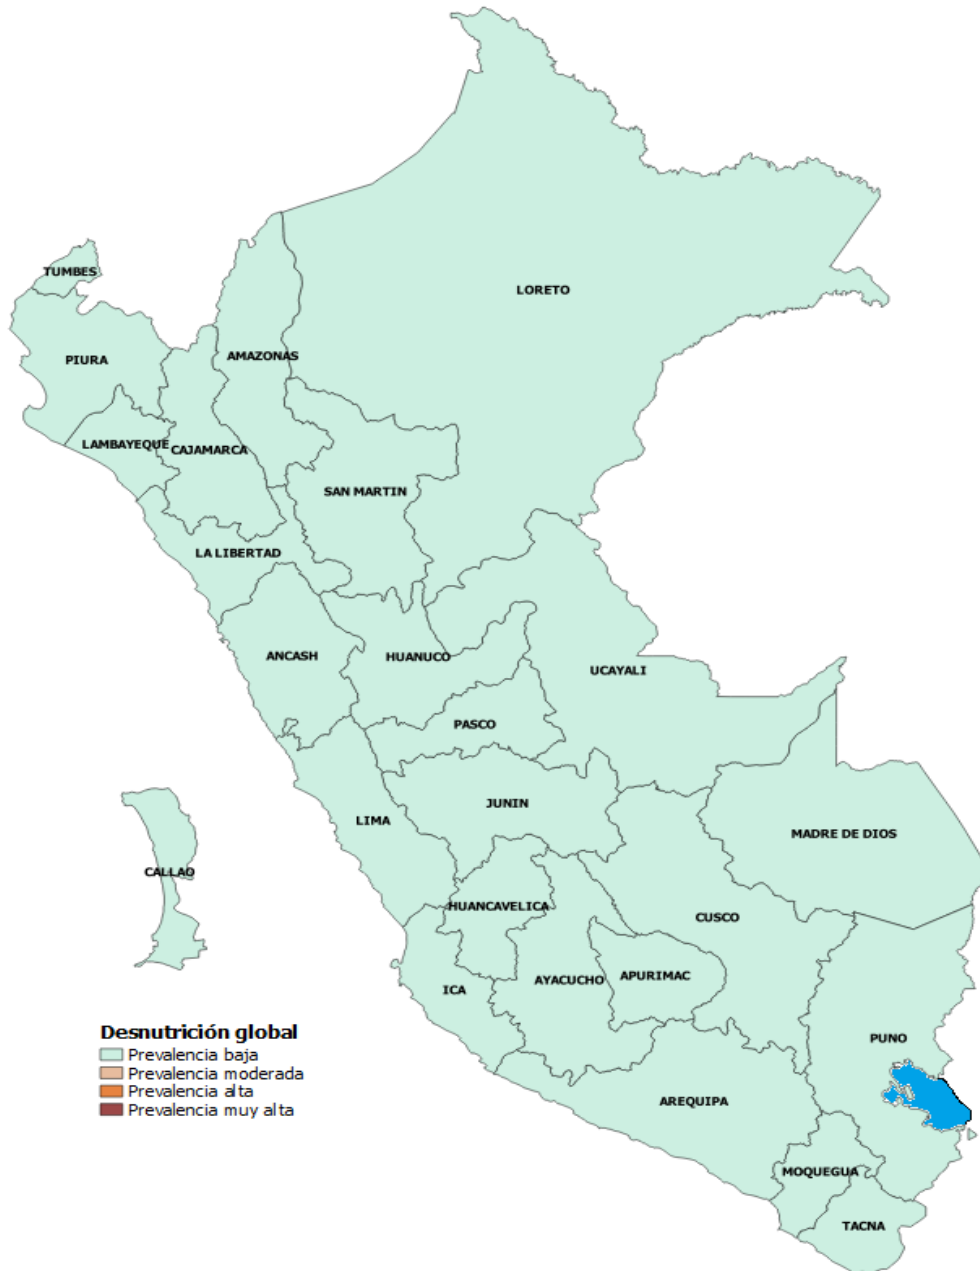 TUMBES
LORETO
PIURA
AMAZONAS
LAMBAYEQUE
CAJAMARCA
SAN MARTIN
LA LIBERTAD
ANCASH
HUANUCO
UCAYALI
PASCO
JUNIN
LIMA
MADRE DE DIOS
CALLAO
HUANCAVELICA
CUSCO
AYACUCHO
APURIMAC
ICA
PUNO
AREQUIPA
MOQUEGUA
TACNA
Desnutrición global
Prevalencia baja
Prevalencia moderada
Prevalencia alta
Prevalencia muy alta